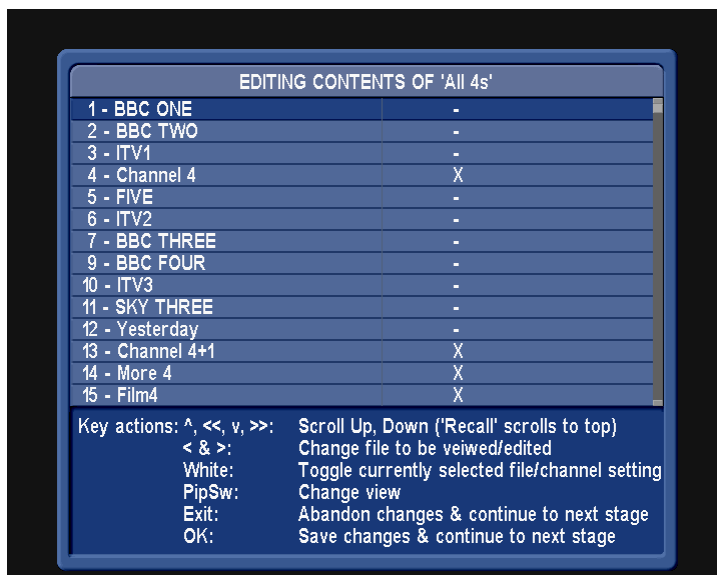 EDITING CONTENTS OF 'All 4s'
1 - BBC ONE -
2 - BBC TWO -
3 - ITV1 -
4 - Channel 4 X
5 - FIVE -
6 - ITV2 -
7 - BBC THREE -
9 - BBC FOUR -
10 - ITV3 -
11 - SKY THREE -
12 - Yesterday -
13 - Channel 4+1 X
14 - More 4 X
15 - Film4 X
Key actions: ^, <<, v, >>: Scroll Up, Down ('Recall' scrolls to top)
< & >: Change file to be veiwed/edited
White: Toggle currently selected file/channel setting
PipSw: Change view
Exit: Abandon changes & continue to next stage
OK: Save changes & continue to next stage